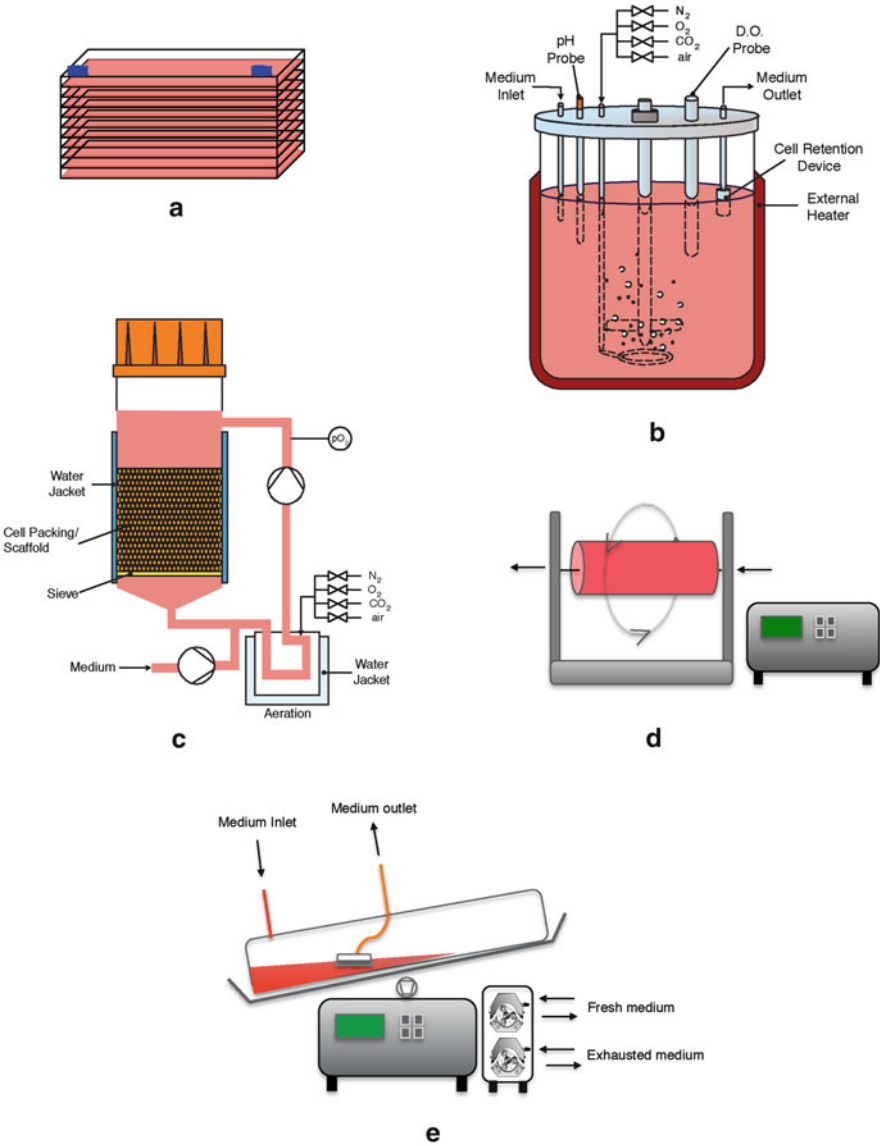 a
N2
O2
CO2
air
D.O.
Probe
pH
Probe
Medium
Inlet
Medium
Outlet
Cell Retention
Device
External
Heater
b
pO2
Water
Jacket
Cell Packing/
Scaffold
Sieve
N2
O2
CO2
air
Medium
Water
Jacket
Aeration
c
d
Medium Inlet
Medium outlet
Fresh medium
Exhausted medium
e